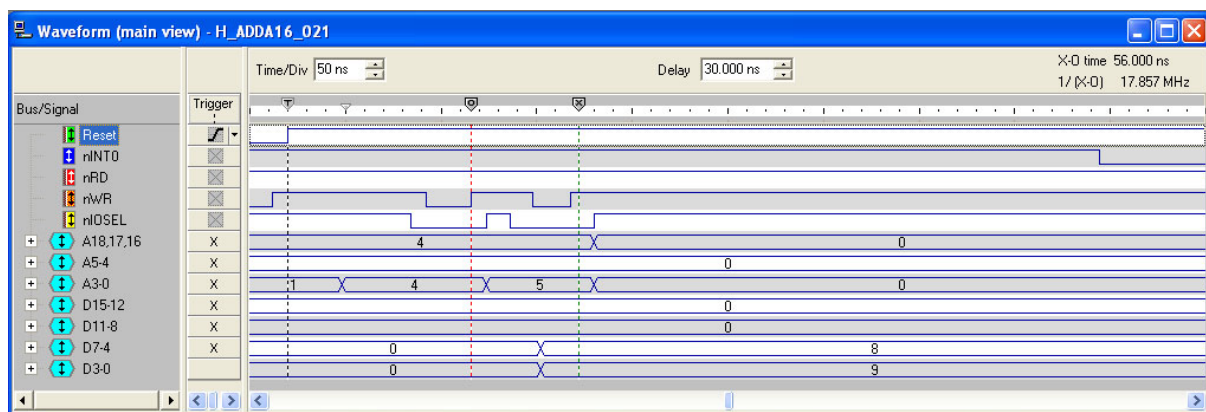 Waveform (main view) - H_ADDA16_021
Time/Div 50 ns Delay 30.000 ns X-O time 56.000 ns
1/ (X-O) 17.857 MHz
Bus/Signal Trigger T O X
Reset
nINT0
nRD
nWR
nIOSEL
A18,17,16 X 4 0
A5-4 X 0
A3-0 X 1 4 5 0
D15-12 X 0
D11-8 X 0
D7-4 X 0 8
D3-0 0 9